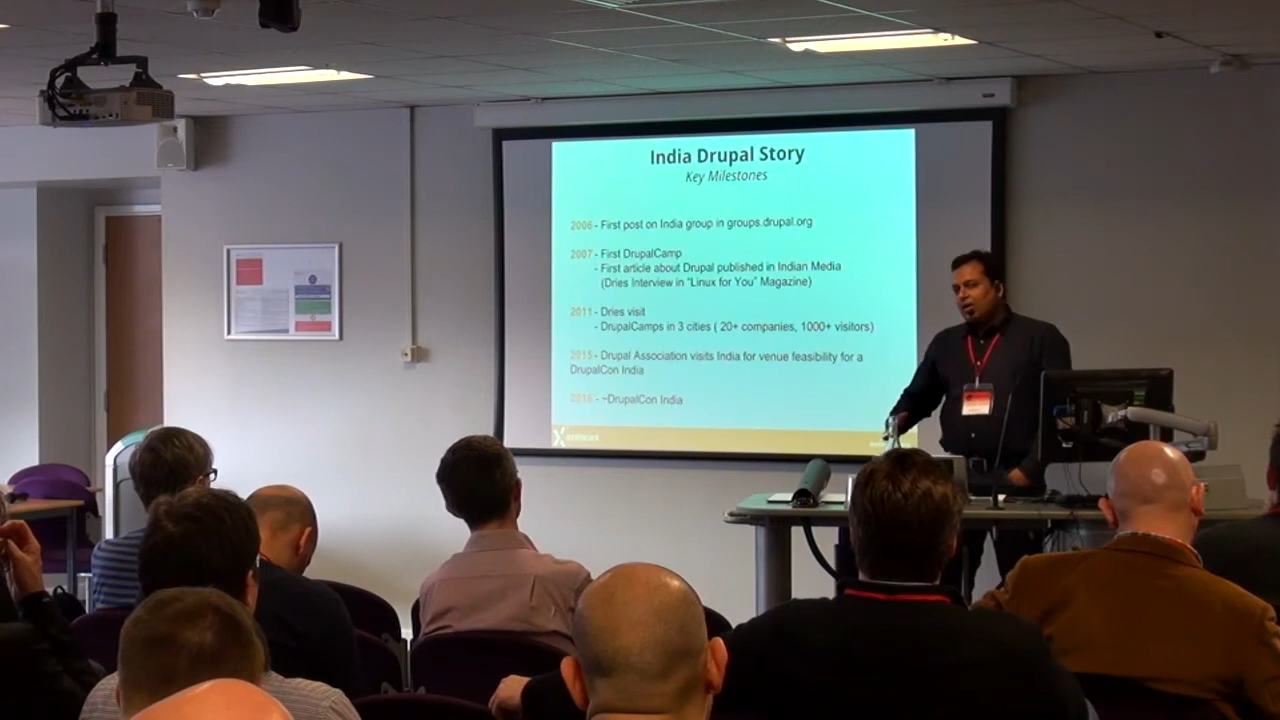 India Drupal Story
Key Milestones
2006 - First post on India group in groups.drupal.org
2007 - First DrupalCamp
- First article about Drupal published in Indian Media
(Dries Interview in "Linux for You" Magazine)
2011 - Dries visit
- DrupalCamps in 3 cities ( 20+ companies, 1000+ visitors)
2015 - Drupal Association visits India for venue feasibility for a
DrupalCon India
2016 - ~DrupalCon India